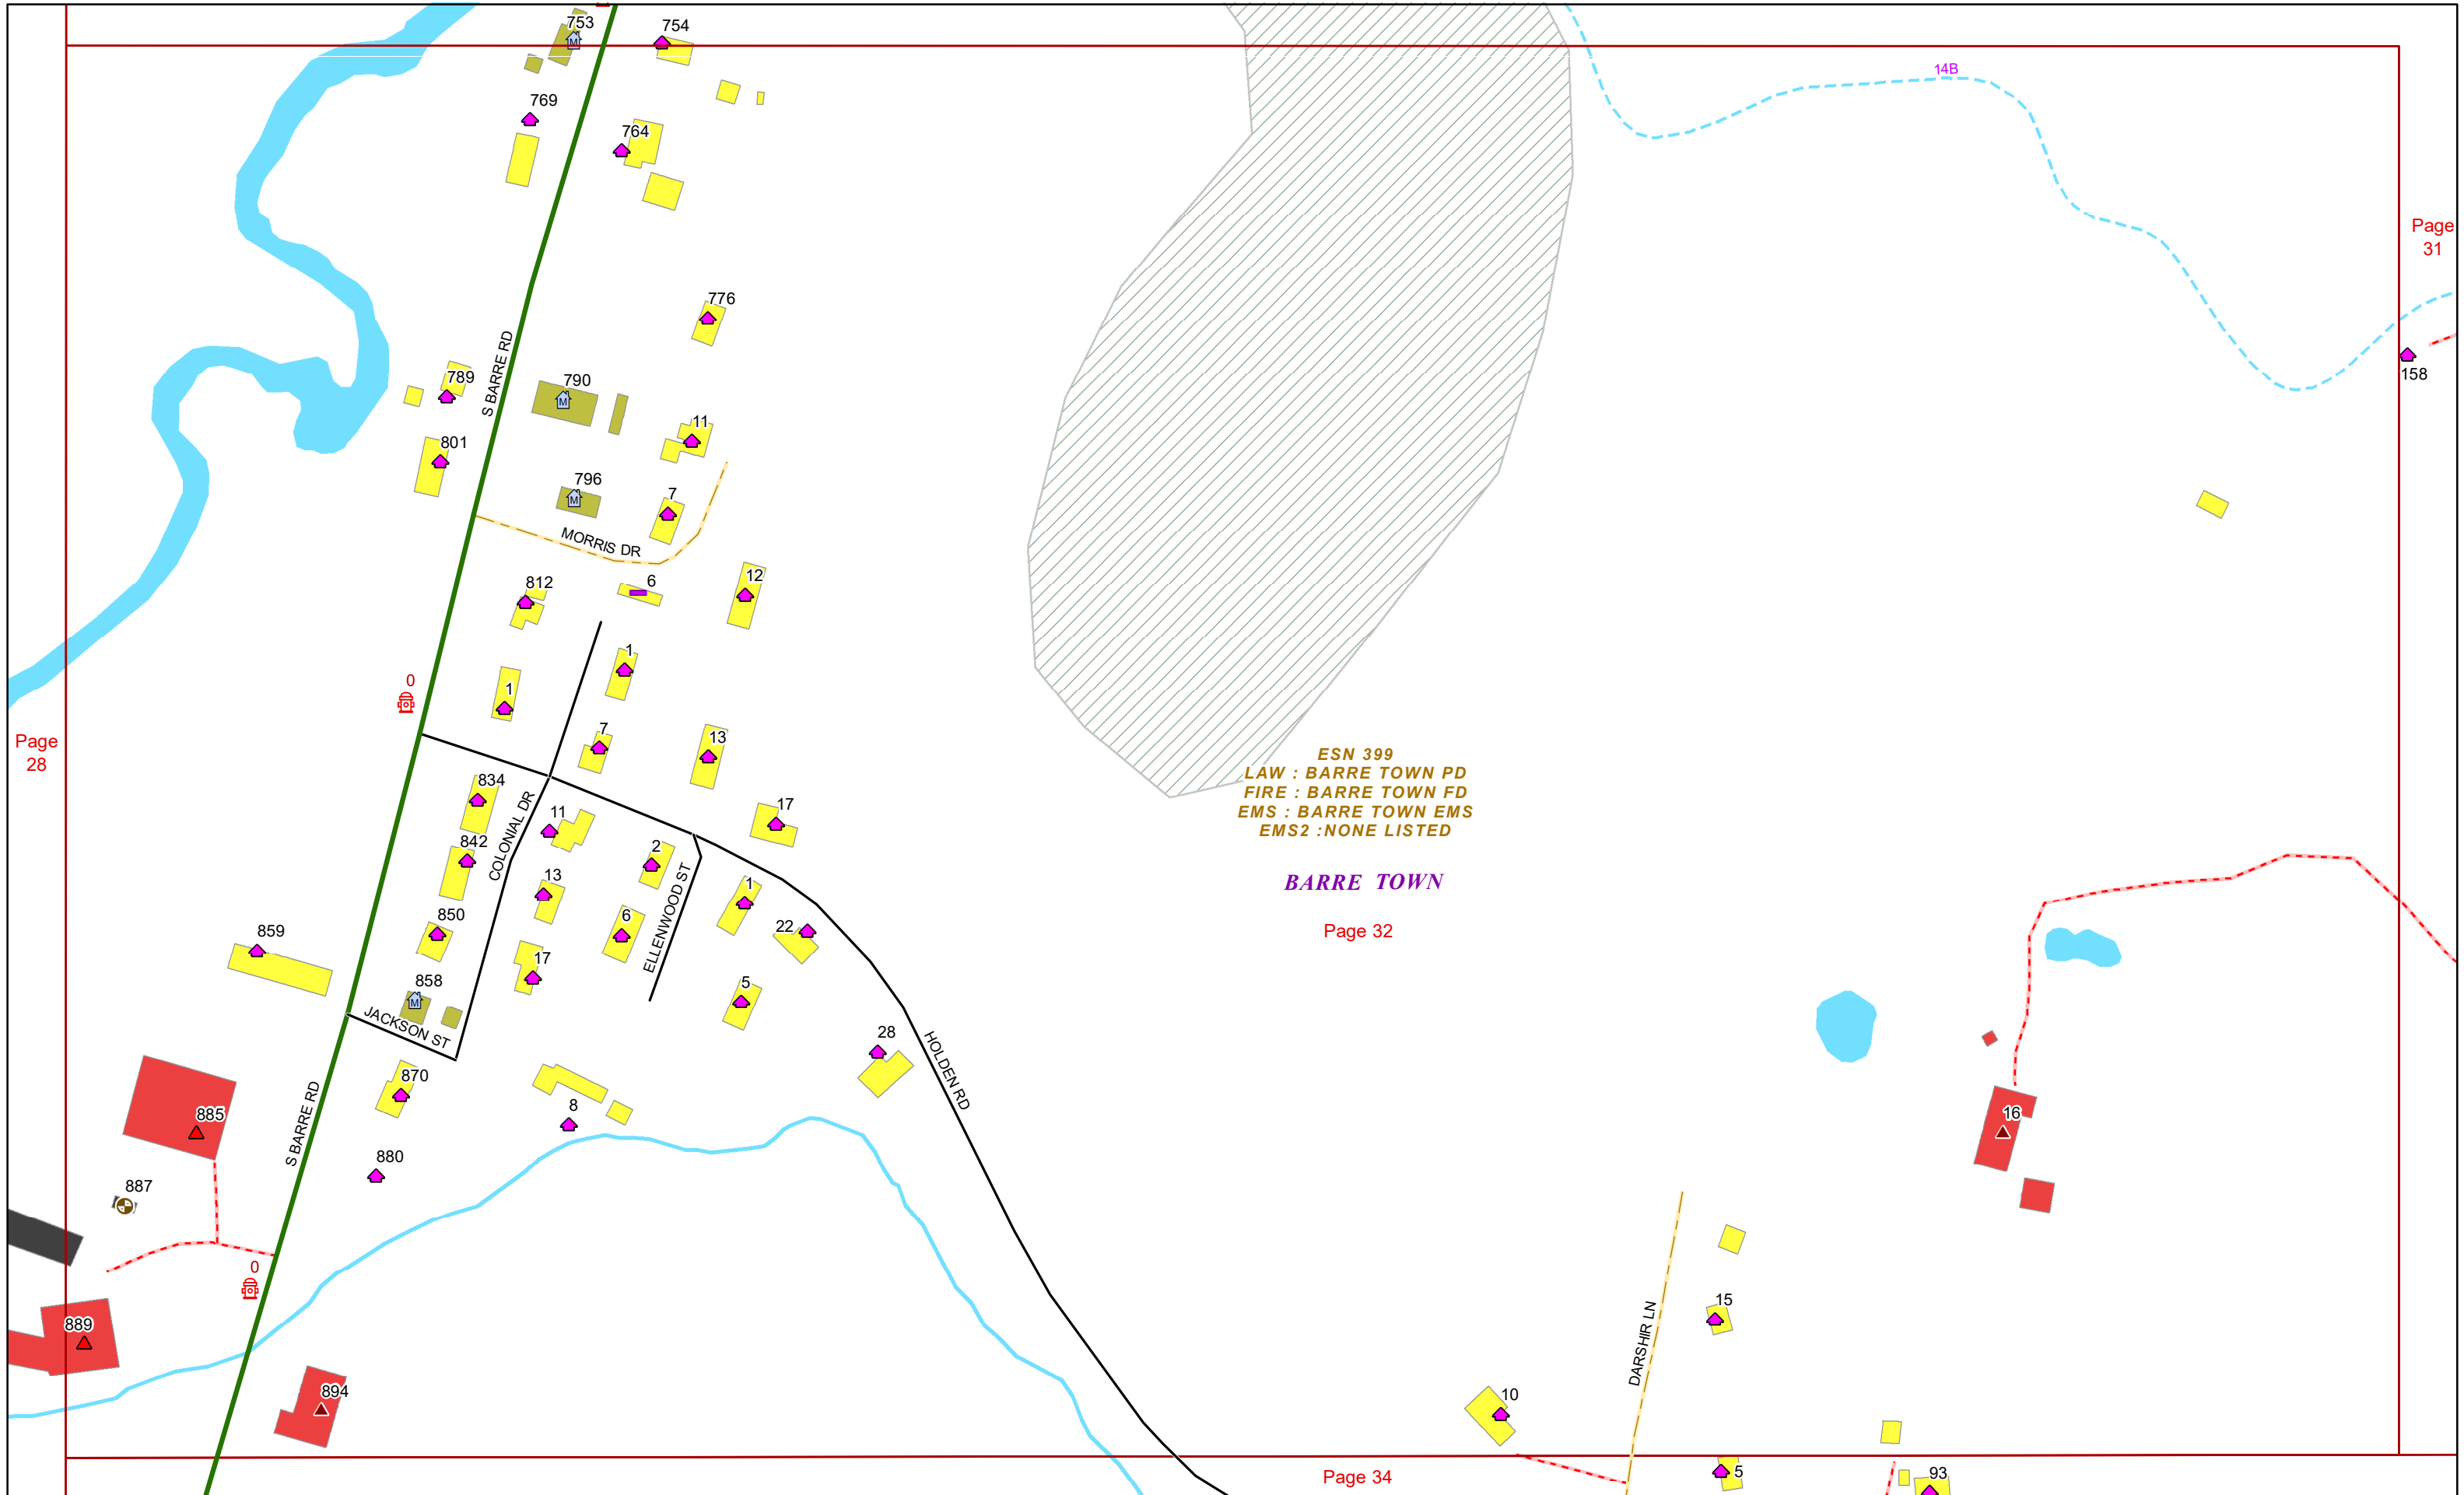 753
754
14B
769
764
Page
31
776
S BARRE RD
158
789
790
11
801
796
7
MORRIS DR
812
6
12
1
0
1
7
13
Page
28
ESN 399
LAW : BARRE TOWN PD
FIRE : BARRE TOWN FD
EMS : BARRE TOWN EMS
EMS2 :NONE LISTED
834
COLONIAL DR
11
17
842
2
13
1
BARRE TOWN
ELLENWOOD ST
850
6
22
Page 32
859
17
858
5
JACKSON ST
28
HOLDEN RD
870
8
885
16
S BARRE RD
880
887
0
15
889
DARSHIR LN
894
10
Page 34
5
93
M
M
M
M